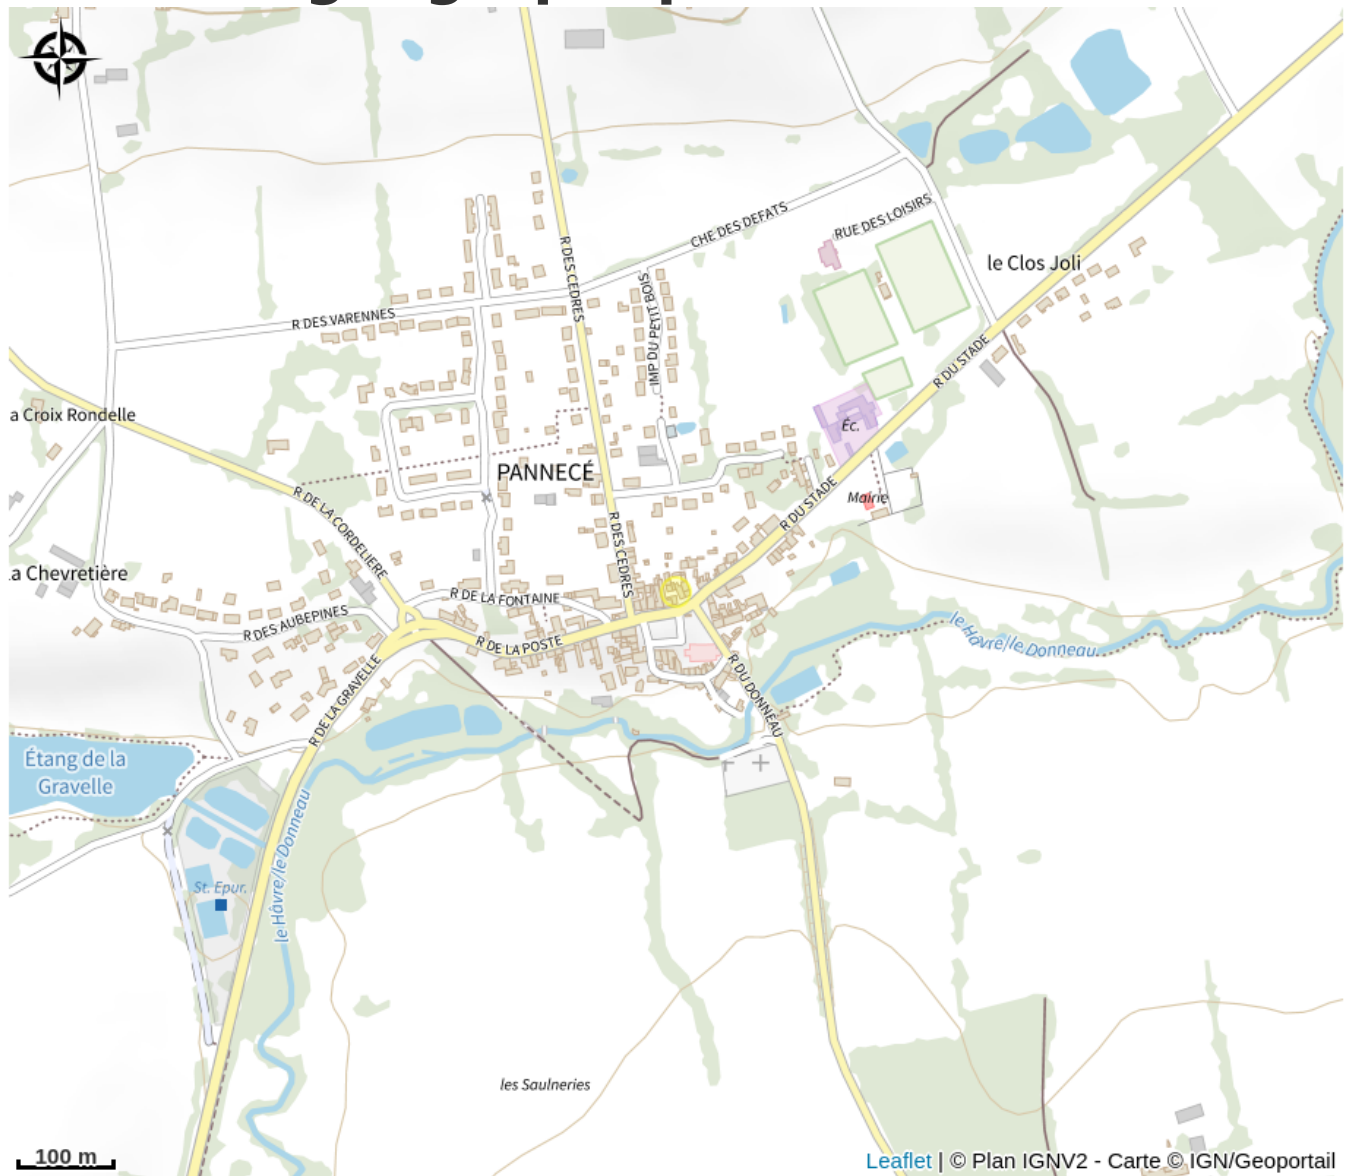 CHE DES DEFATS
RUE DES LOISIRS
le Clos Joli
R DES CEDRES
IMP DU PETIT BOIS
R DES VARENNES
R DU STADE
a Croix Rondelle
Éc.
PANNECÉ
Mairie
R DU STADE
R DE LA CORDELIERE
R DES CEDRES
a Chevretière
R DE LA FONTAINE
R DES AUBEPINES
R DE LA POSTE
le Hâvre/le Donneau
R DU DONNEAU
R DE LA GRAVELLE
Étang de la
Gravelle
le Hâvre/le Donneau
St. Epur.
les Saulneries
100 m
Leaflet | © Plan IGNV2 - Carte © IGN/Geoportail